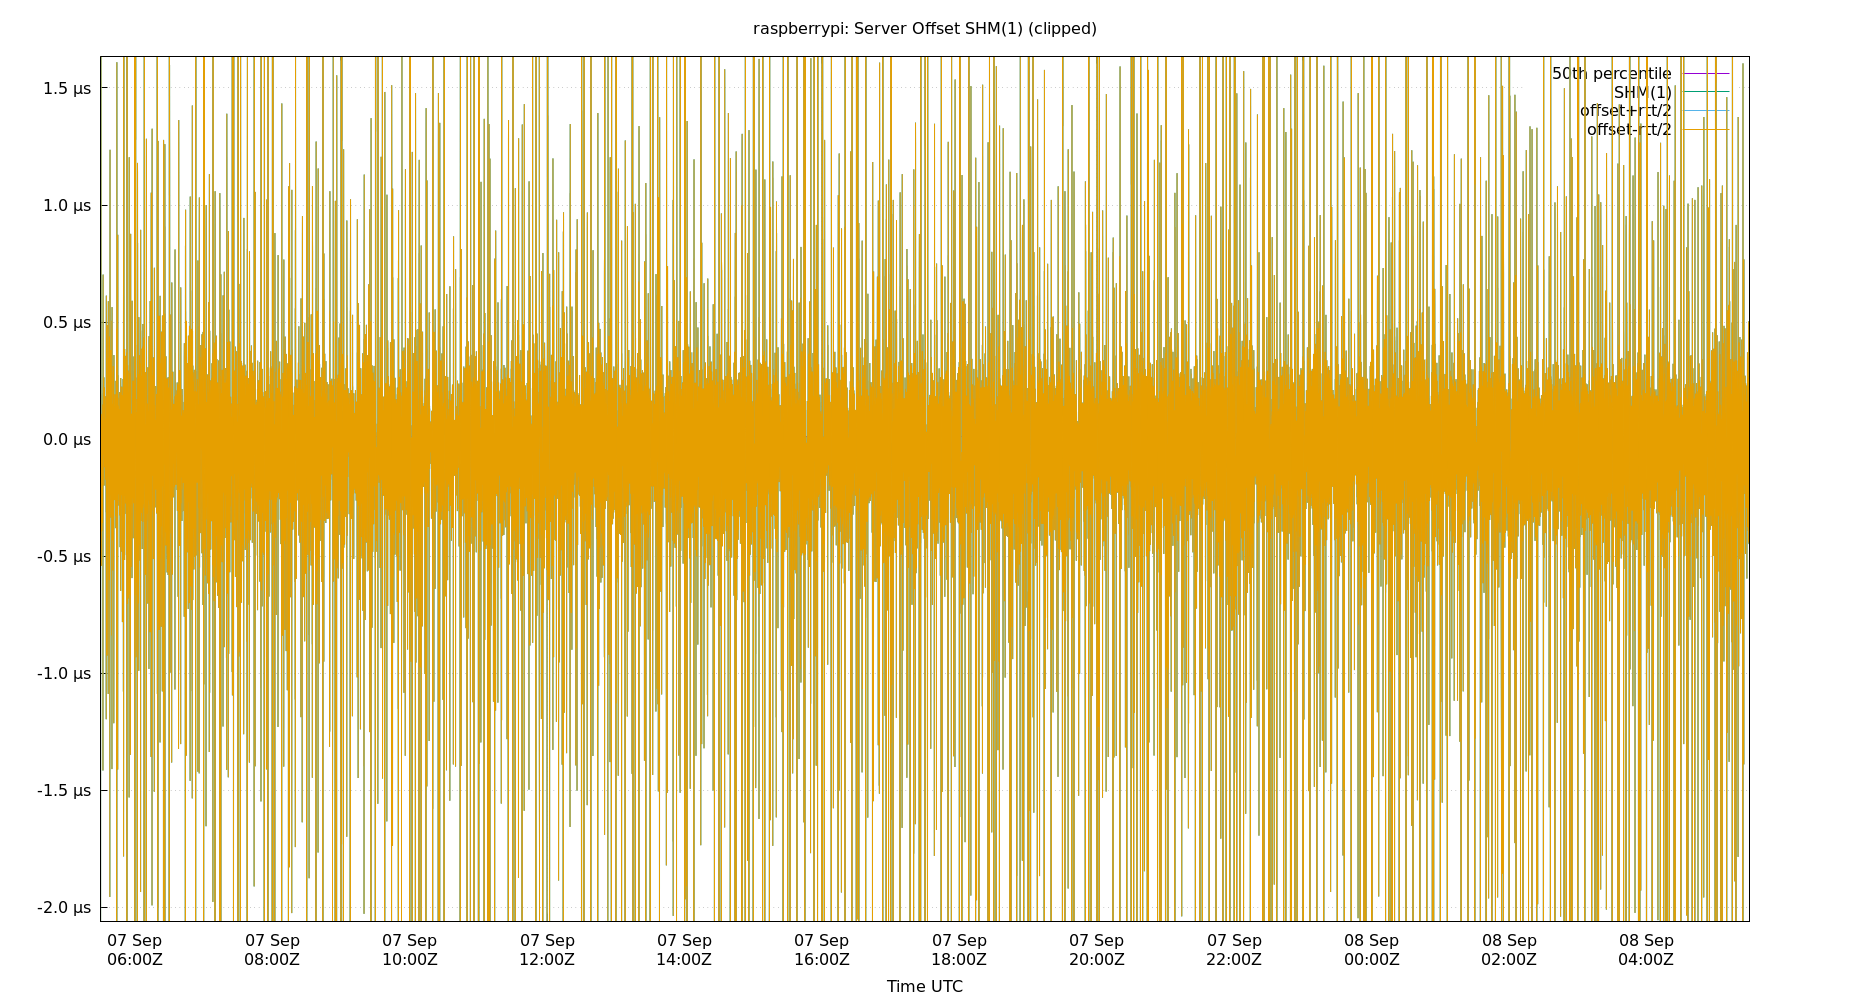 raspberrypi: Server Offset SHM(1) (clipped)
50th percentile
SHM(1)
offset+rtt/2
offset-rtt/2
1.5 µs
1.0 µs
0.5 µs
0.0 µs
-0.5 µs
-1.0 µs
-1.5 µs
-2.0 µs
07 Sep 07 Sep 07 Sep 07 Sep 07 Sep 07 Sep 07 Sep 07 Sep 07 Sep 08 Sep 08 Sep 08 Sep
06:00Z 08:00Z 10:00Z 12:00Z 14:00Z 16:00Z 18:00Z 20:00Z 22:00Z 00:00Z 02:00Z 04:00Z
Time UTC